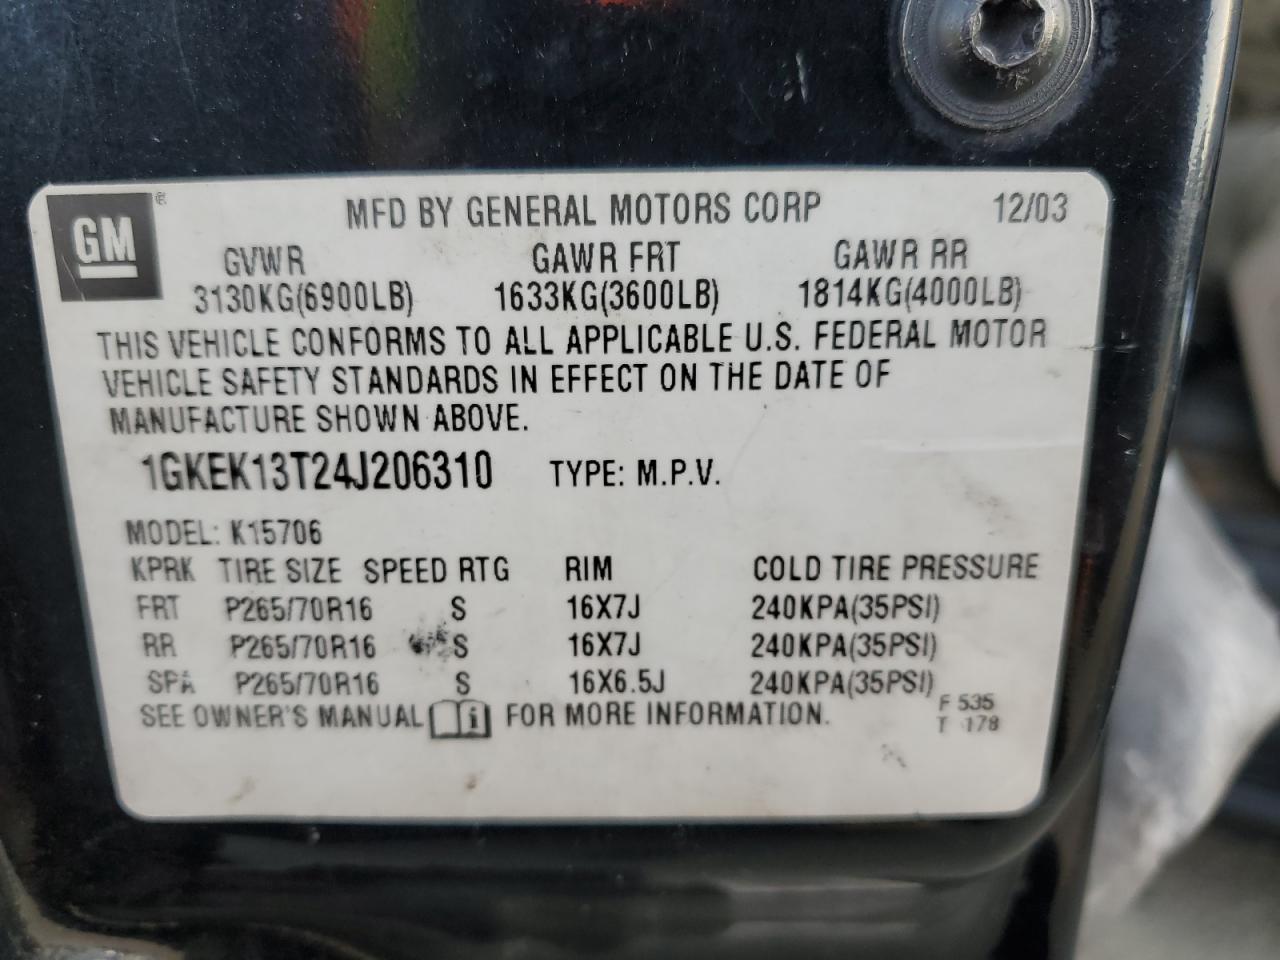 GM ® MFD BY GENERAL MOTORS CORP 12/03
GVWR GAWR FRT GAWR RR
3130KG(6900LB) 1633KG(3600LB) 1814KG(4000LB)
THIS VEHICLE CONFORMS TO ALL APPLICABLE U.S. FEDERAL MOTOR
VEHICLE SAFETY STANDARDS IN EFFECT ON THE DATE OF
MANUFACTURE SHOWN ABOVE.
1GKEK13T24J206310 TYPE: M.P.V.
MODEL: K15706
KPRK TIRE SIZE SPEED RTG RIM COLD TIRE PRESSURE
FRT P265/70R16 S 16X7J 240KPA(35PSI)
RR P265/70R16 S 16X7J 240KPA(35PSI)
SPA P265/70R16 S 16X6.5J 240KPA(35PSI)
SEE OWNER'S MANUAL i FOR MORE INFORMATION.
F 535
T 178